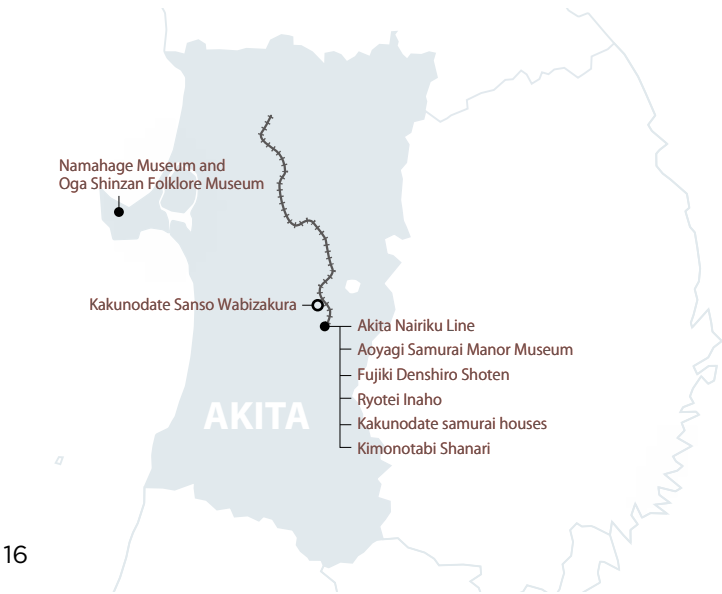 Namahage Museum and
Oga Shinzan Folklore Museum
Kakunodate Sanso Wabizakura
Akita Nairiku Line
Aoyagi Samurai Manor Museum
Fujiki Denshiro Shoten
Ryotei Inaho
Kakunodate samurai houses
Kimonotabi Shanari
AKITA
16